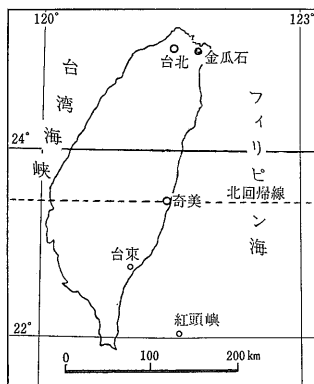 120°
123°
台北
金瓜石
台湾海峡
フィリピン海
24°
北回帰線
奇美
台東
22°
紅頭嶼
0 100 200 km